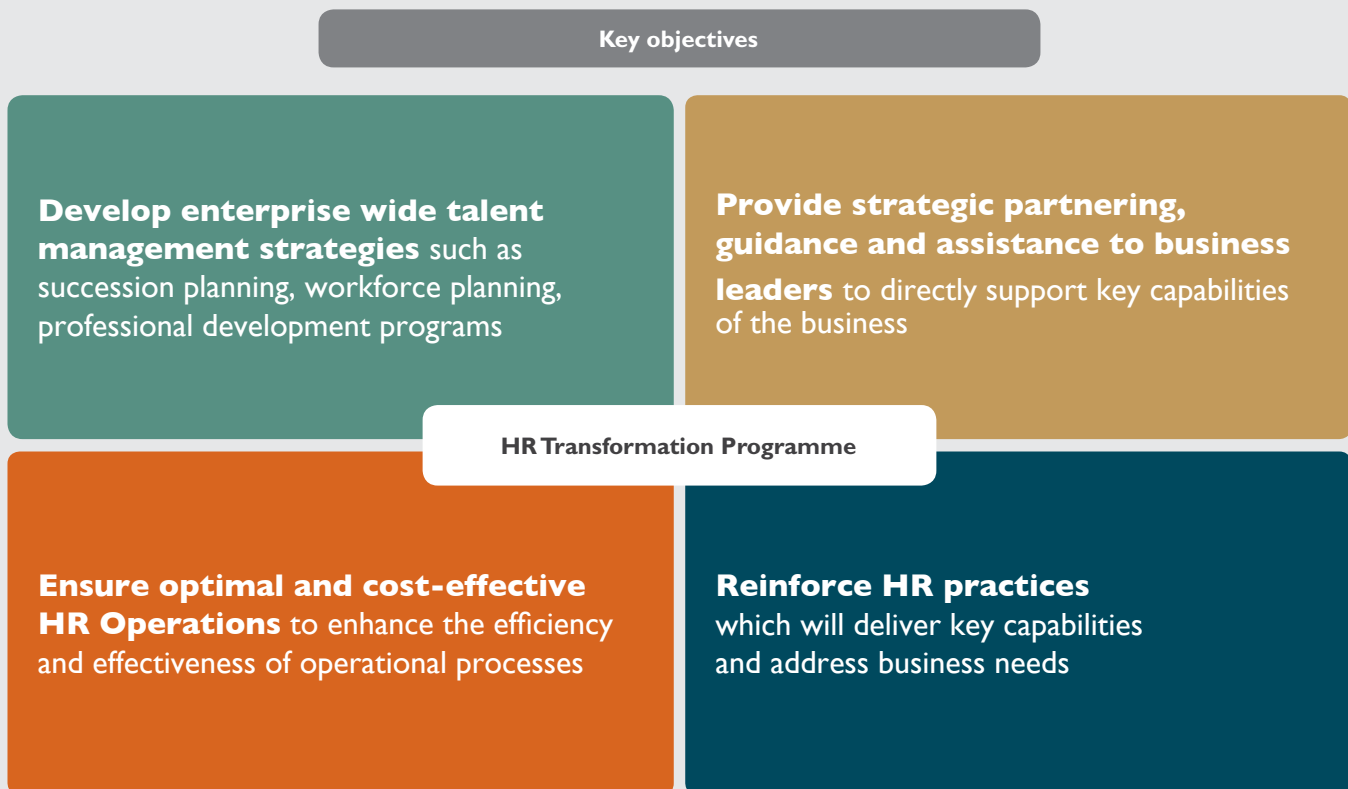 Key objectives
Develop enterprise wide talent
management strategies such as
succession planning, workforce planning,
professional development programs
Provide strategic partnering,
guidance and assistance to business
leaders to directly support key capabilities
of the business
HR Transformation Programme
Ensure optimal and cost-effective
HR Operations to enhance the efficiency
and effectiveness of operational processes
Reinforce HR practices
which will deliver key capabilities
and address business needs